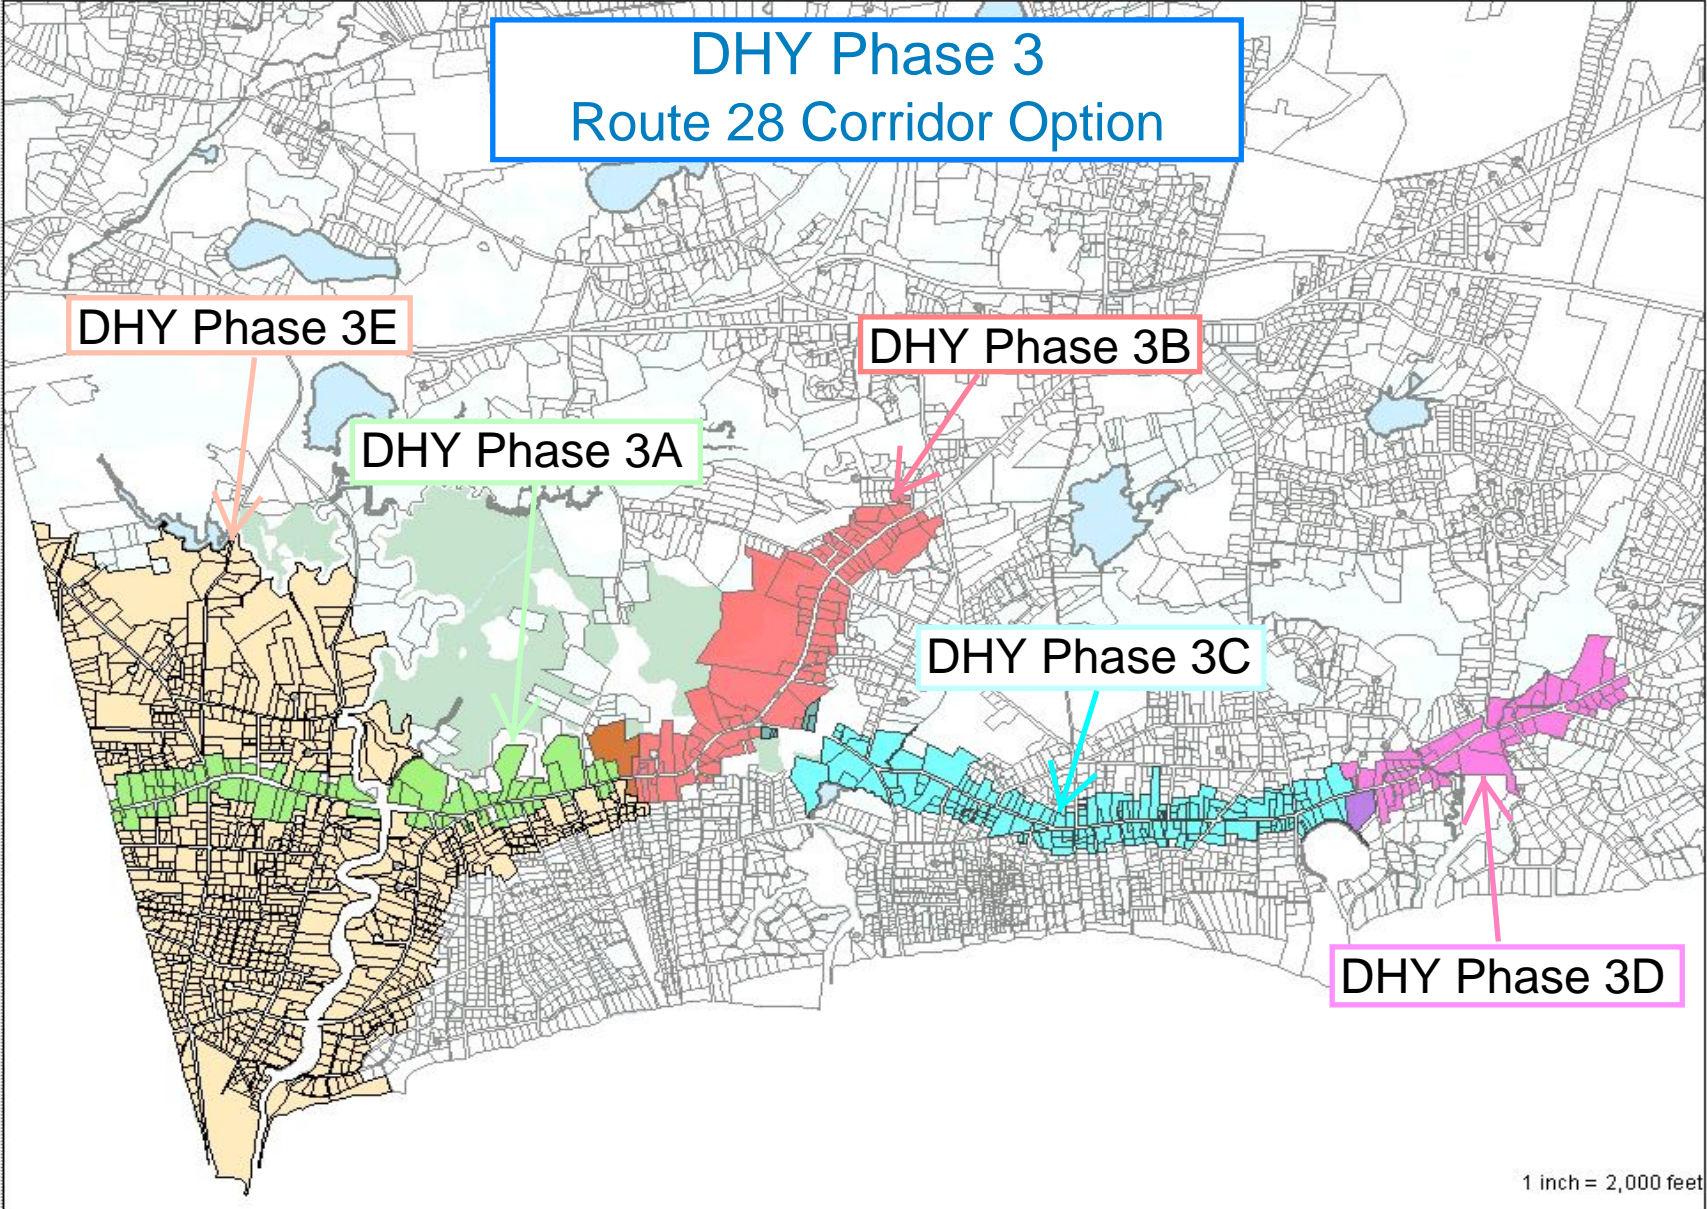 DHY Phase 3
Route 28 Corridor Option
DHY Phase 3E
DHY Phase 3B
DHY Phase 3A
DHY Phase 3C
DHY Phase 3D
1 inch = 2,000 feet